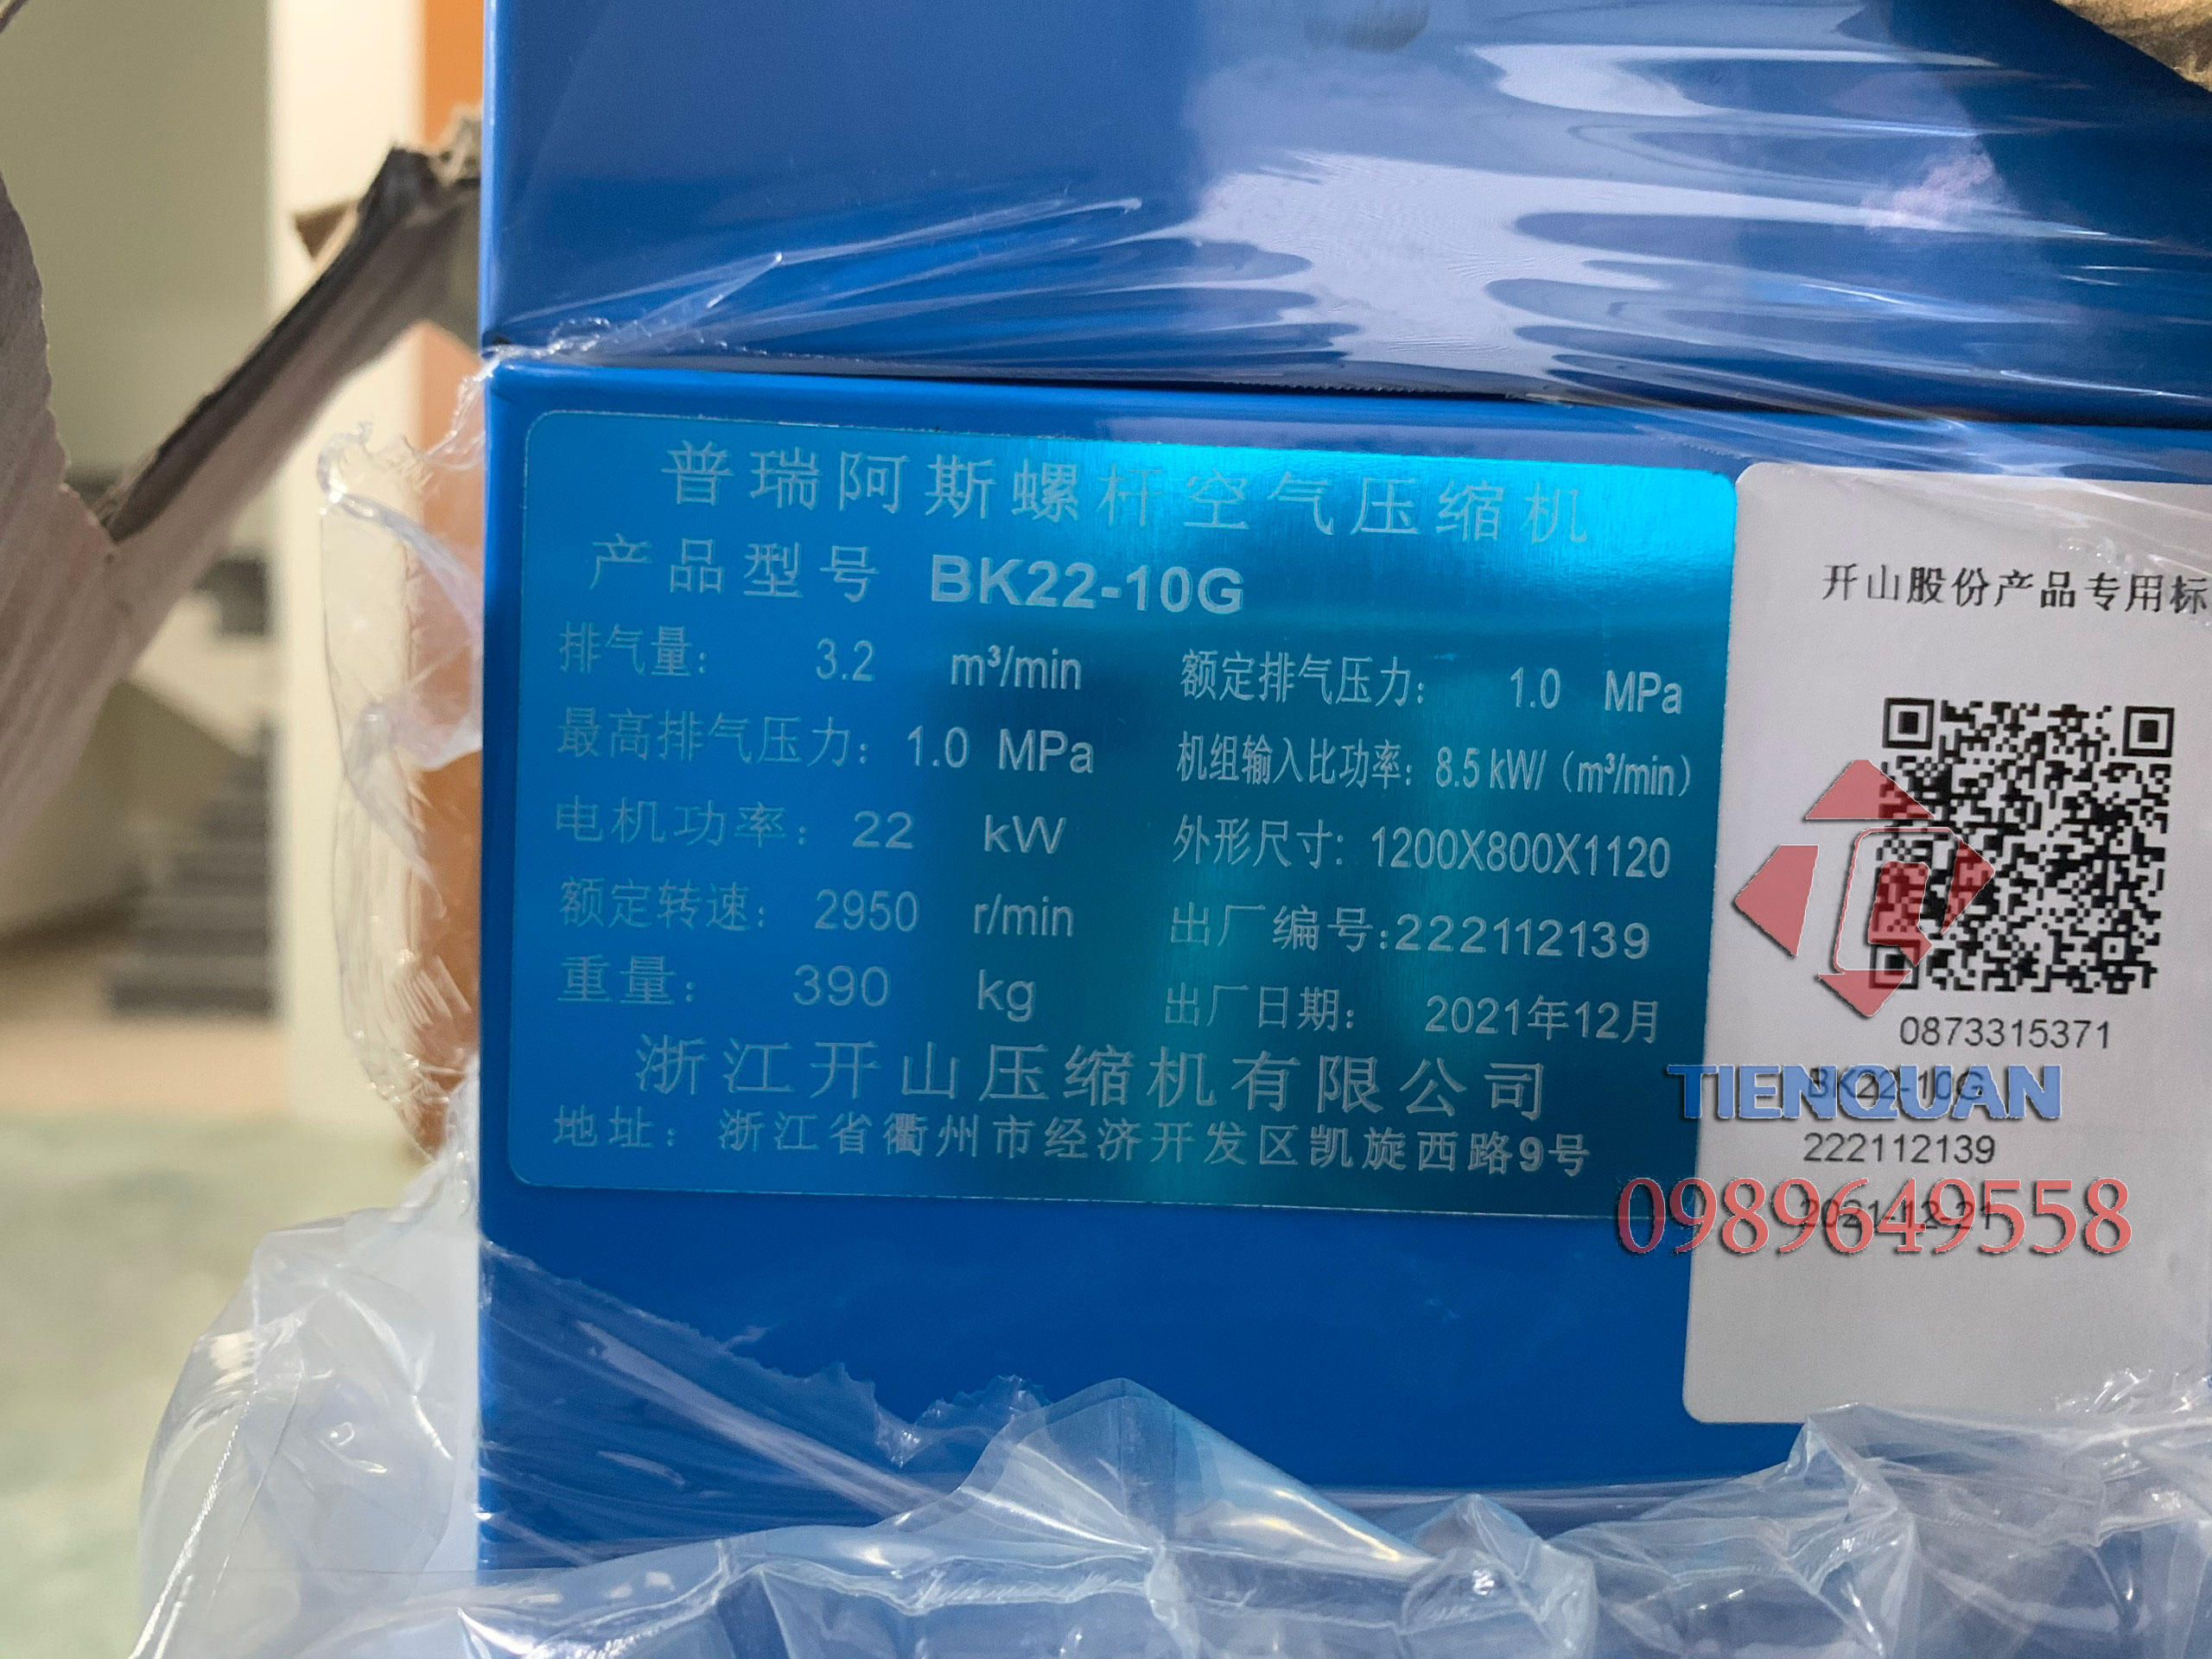 普瑞阿斯螺杆空气压缩机
产品型号 BK22-10G
排气量: 3.2 m³/min 额定排气压力: 1.0 MPa
最高排气压力: 1.0 MPa 机组输入比功率: 8.5 kW/（m³/min）
电机功率: 22 kW 外形尺寸: 1200X800X1120
额定转速: 2950 r/min 出厂编号:222112139
重量: 390 kg 出厂日期: 2021年12月
浙江开山压缩机有限公司
地址: 浙江省衢州市经济开发区凯旋西路9号
开山股份产品专用标
0873315371
BK22-10G
TIENQUAN
222112139
2021-12-21
0989649558